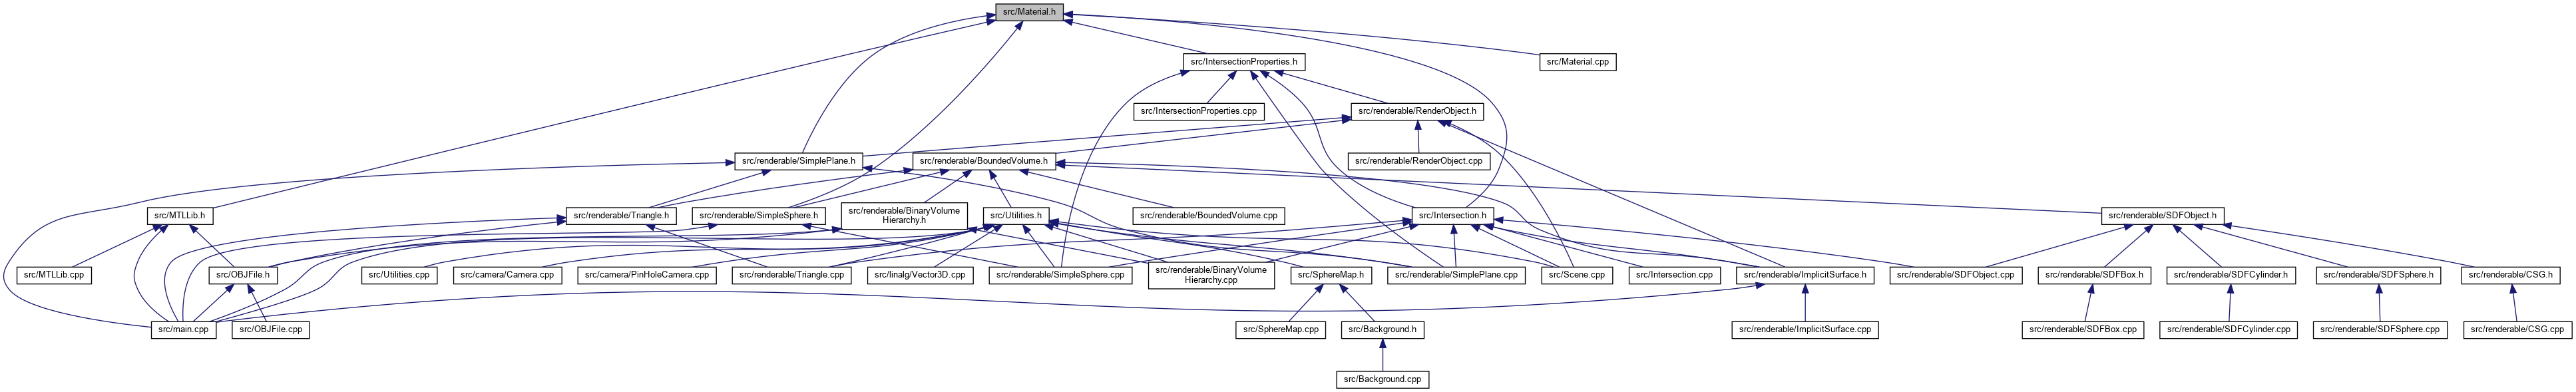 src/Material.h
src/IntersectionProperties.h
src/Material.cpp
src/IntersectionProperties.cpp
src/renderable/RenderObject.h
src/renderable/SimplePlane.h
src/renderable/BoundedVolume.h
src/renderable/RenderObject.cpp
src/MTLLib.h
src/renderable/Triangle.h
src/renderable/SimpleSphere.h
src/renderable/BinaryVolume
Hierarchy.h
src/Utilities.h
src/renderable/BoundedVolume.cpp
src/Intersection.h
src/renderable/SDFObject.h
src/MTLLib.cpp
src/OBJFile.h
src/Utilities.cpp
src/camera/Camera.cpp
src/camera/PinHoleCamera.cpp
src/renderable/Triangle.cpp
src/linalg/Vector3D.cpp
src/renderable/SimpleSphere.cpp
src/renderable/BinaryVolume
Hierarchy.cpp
src/SphereMap.h
src/renderable/SimplePlane.cpp
src/Scene.cpp
src/Intersection.cpp
src/renderable/ImplicitSurface.h
src/renderable/SDFObject.cpp
src/renderable/SDFBox.h
src/renderable/SDFCylinder.h
src/renderable/SDFSphere.h
src/renderable/CSG.h
src/main.cpp
src/OBJFile.cpp
src/SphereMap.cpp
src/Background.h
src/renderable/ImplicitSurface.cpp
src/renderable/SDFBox.cpp
src/renderable/SDFCylinder.cpp
src/renderable/SDFSphere.cpp
src/renderable/CSG.cpp
src/Background.cpp